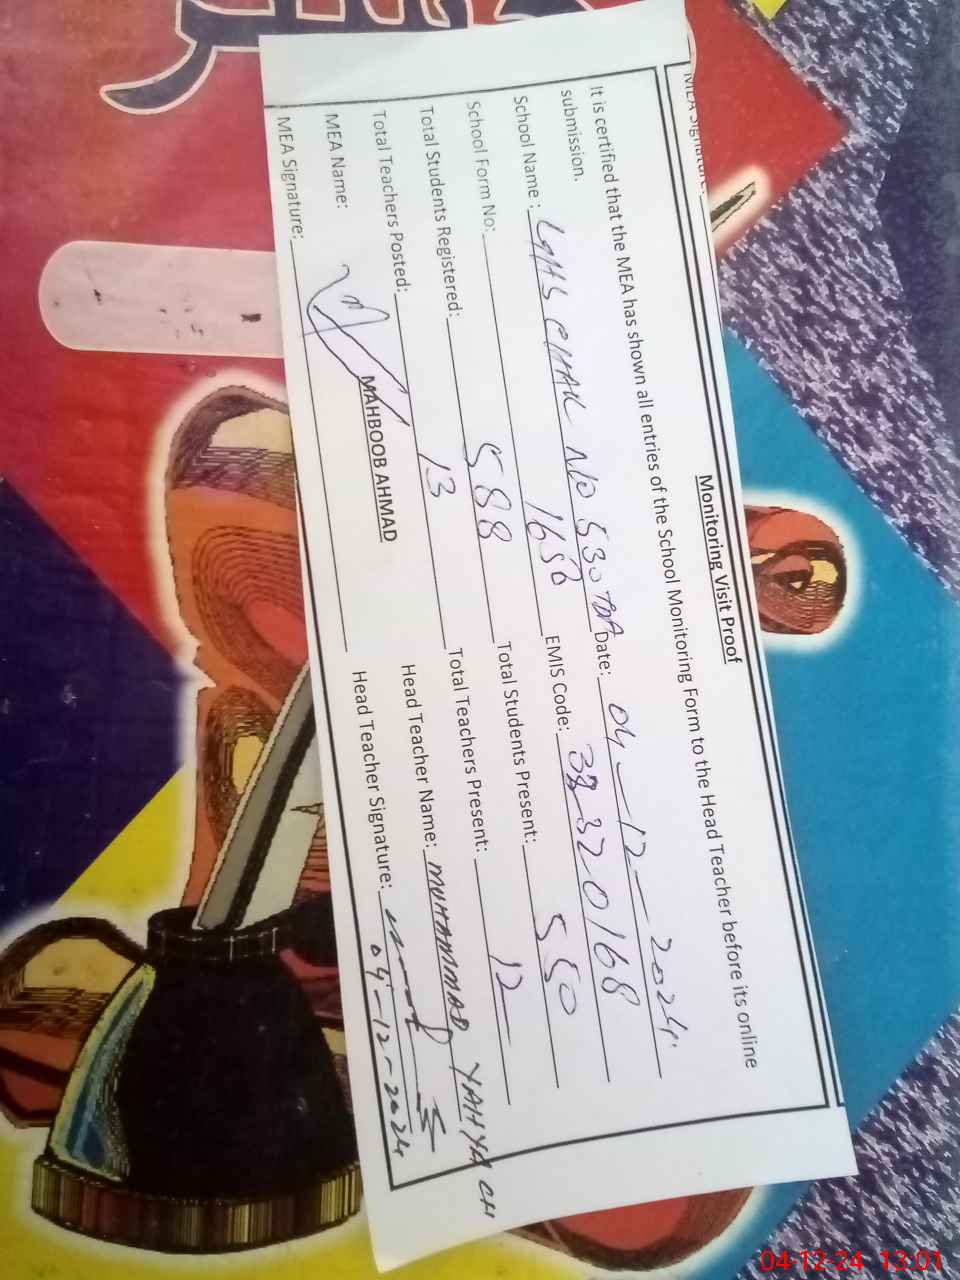 MEA Signature:
Monitoring Visit Proof
It is certified that the MEA has shown all entries of the School Monitoring Form to the Head Teacher before its online
submission.
School Name : CHAK NO 530 TDA Date: 04-12-2024
School Form No: 1658 EMIS Code: 320168
Total Students Registered: 588 Total Students Present: 550
Total Teachers Posted: 13 Total Teachers Present: 12
MEA Name: MAHBOOB AHMAD Head Teacher Name: MUHAMMAD YAHYA CH
MEA Signature: Head Teacher Signature:
04-12-2024
04-12-24 13:01